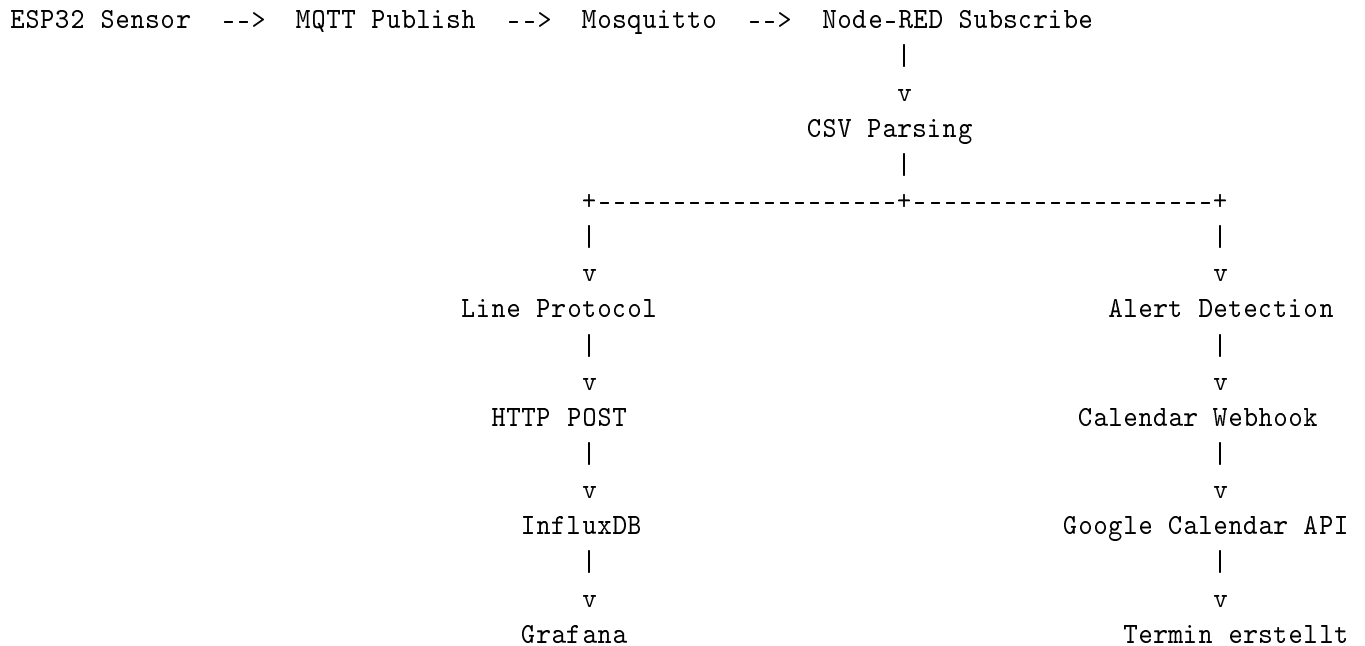 ESP32 Sensor  -->  MQTT Publish  -->  Mosquitto  -->  Node-RED Subscribe
                                                           |
                                                           v
                                                     CSV Parsing
                                                           |
                                      +--------------------+--------------------+
                                      |                                         |
                                      v                                         v
                              Line Protocol                              Alert Detection
                                      |                                         |
                                      v                                         v
                                HTTP POST                              Calendar Webhook
                                      |                                         |
                                      v                                         v
                                  InfluxDB                            Google Calendar API
                                      |                                         |
                                      v                                         v
                                  Grafana                                 Termin erstellt